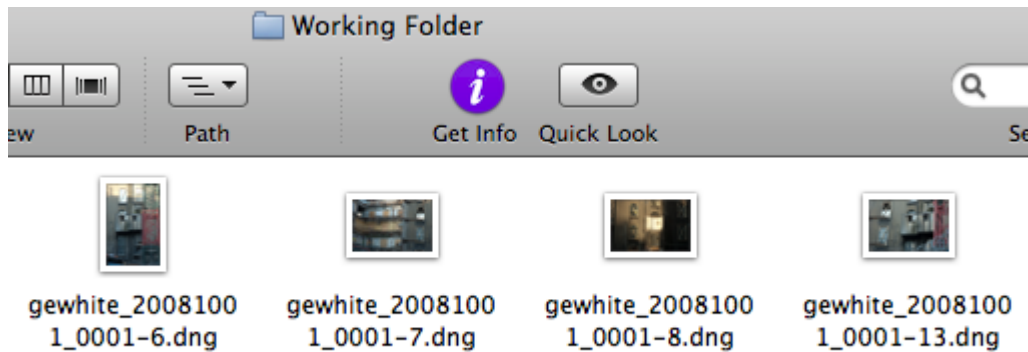 Working Folder
ew Path Get Info Quick Look Se
gewhite_2008100 gewhite_2008100 gewhite_2008100 gewhite_2008100
1_0001-6.dng 1_0001-7.dng 1_0001-8.dng 1_0001-13.dng